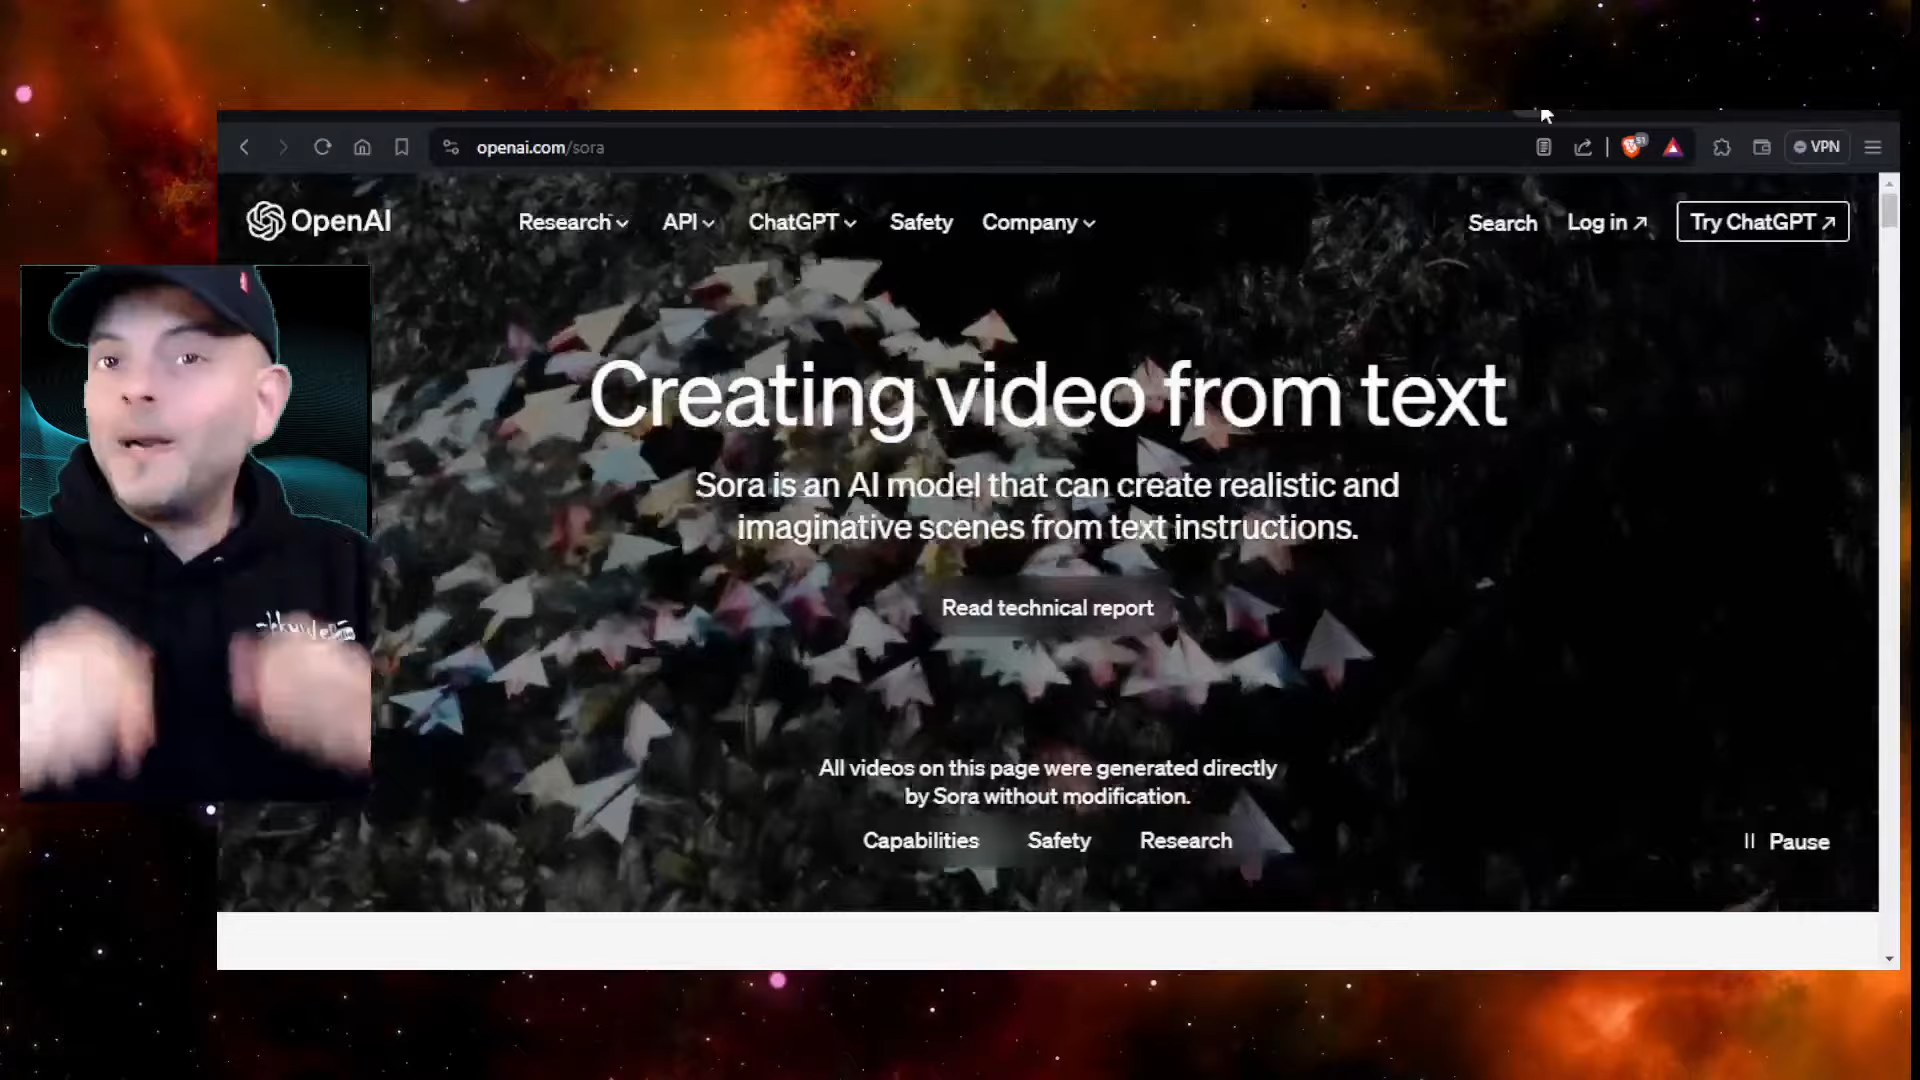 openai.com/sora
51
VPN
OpenAI
Research
API
ChatGPT
Safety
Company
Search
Log in ↗
Try ChatGPT ↗
Creating video from text
Sora is an AI model that can create realistic and
imaginative scenes from text instructions.
Read technical report
All videos on this page were generated directly
by Sora without modification.
Capabilities
Safety
Research
Pause